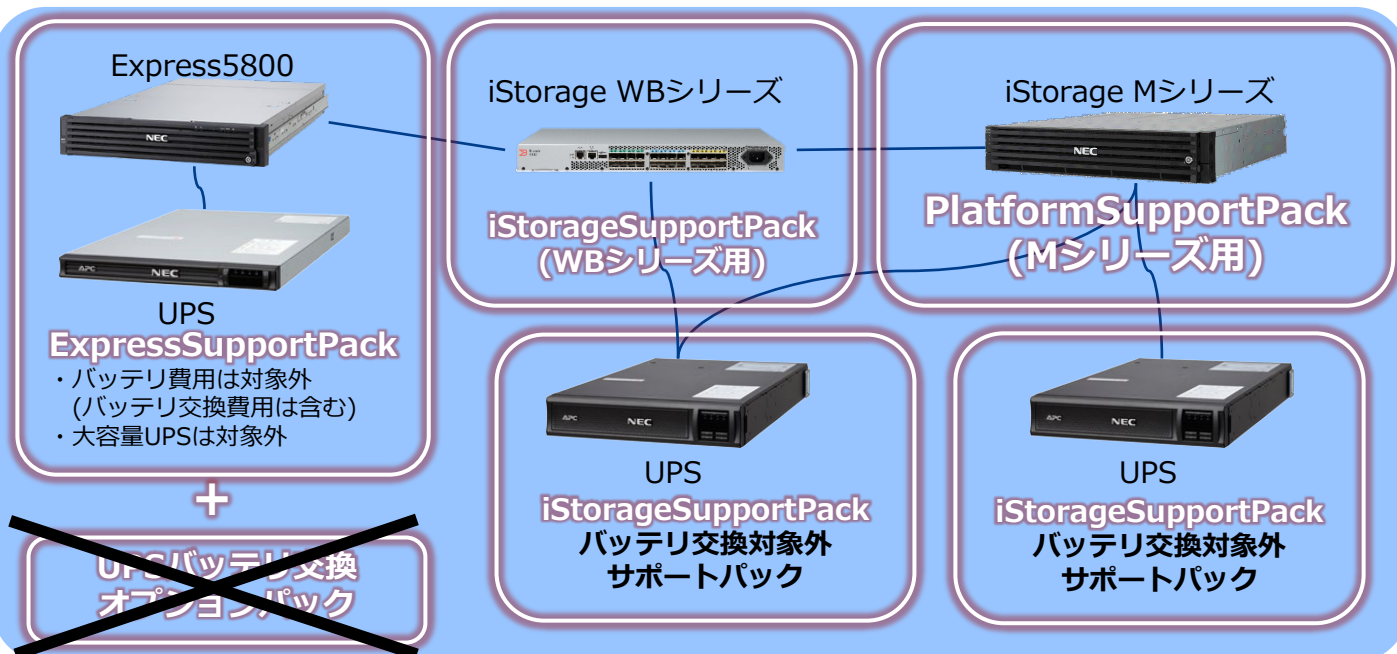 Express5800
NEC
APC NEC
UPS
ExpressSupportPack
・バッテリ費用は対象外
(バッテリ交換費用は含む)
・大容量UPSは対象外
+
UPSバッテリ交換
オプションパック
iStorage WBシリーズ
iStorageSupportPack
(WBシリーズ用)
iStorage Mシリーズ
NEC
PlatformSupportPack
(Mシリーズ用)
APC NEC
UPS
iStorageSupportPack
バッテリ交換対象外
サポートパック
APC NEC
UPS
iStorageSupportPack
バッテリ交換対象外
サポートパック